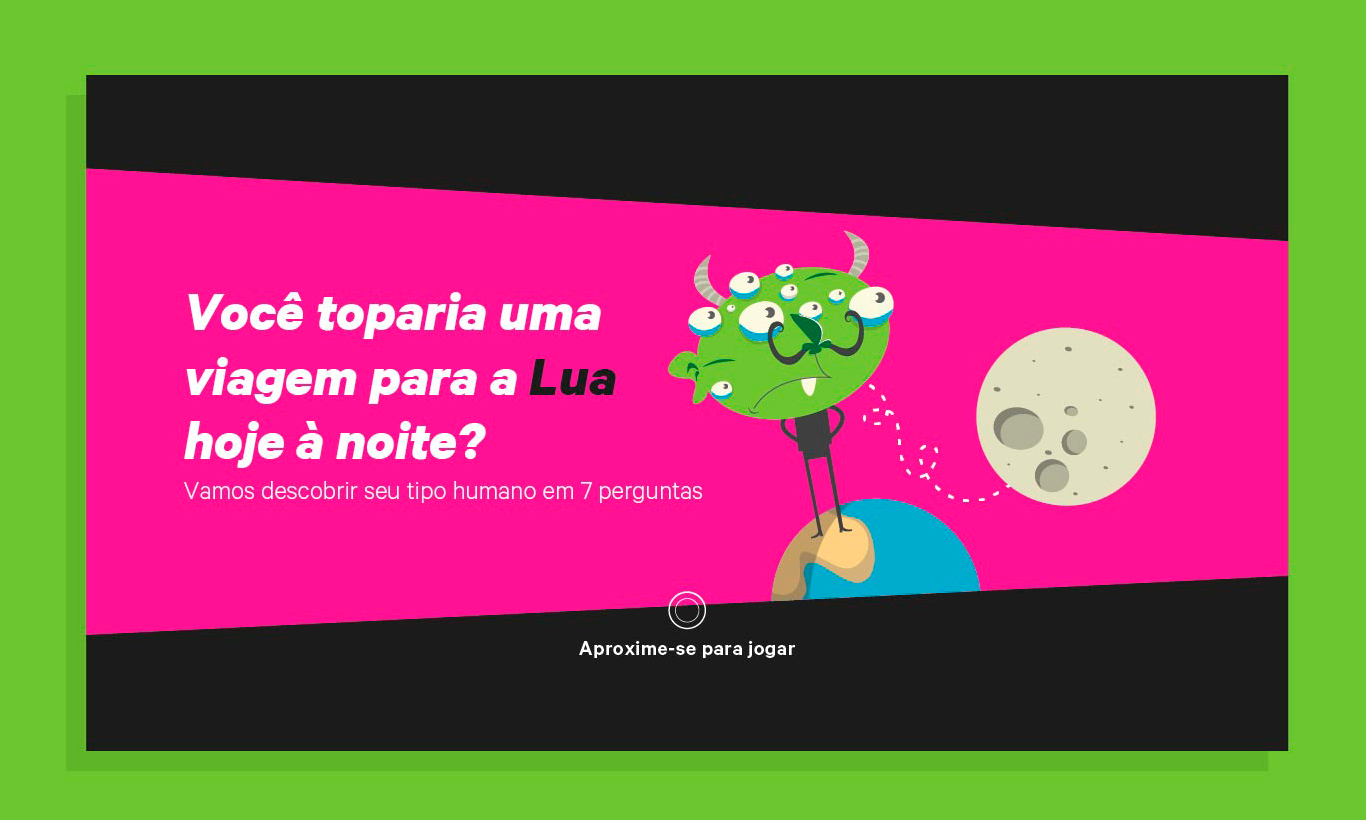 Você toparia uma
viagem para a Lua
hoje à noite?
Vamos descobrir seu tipo humano em 7 perguntas
Aproxime-se para jogar